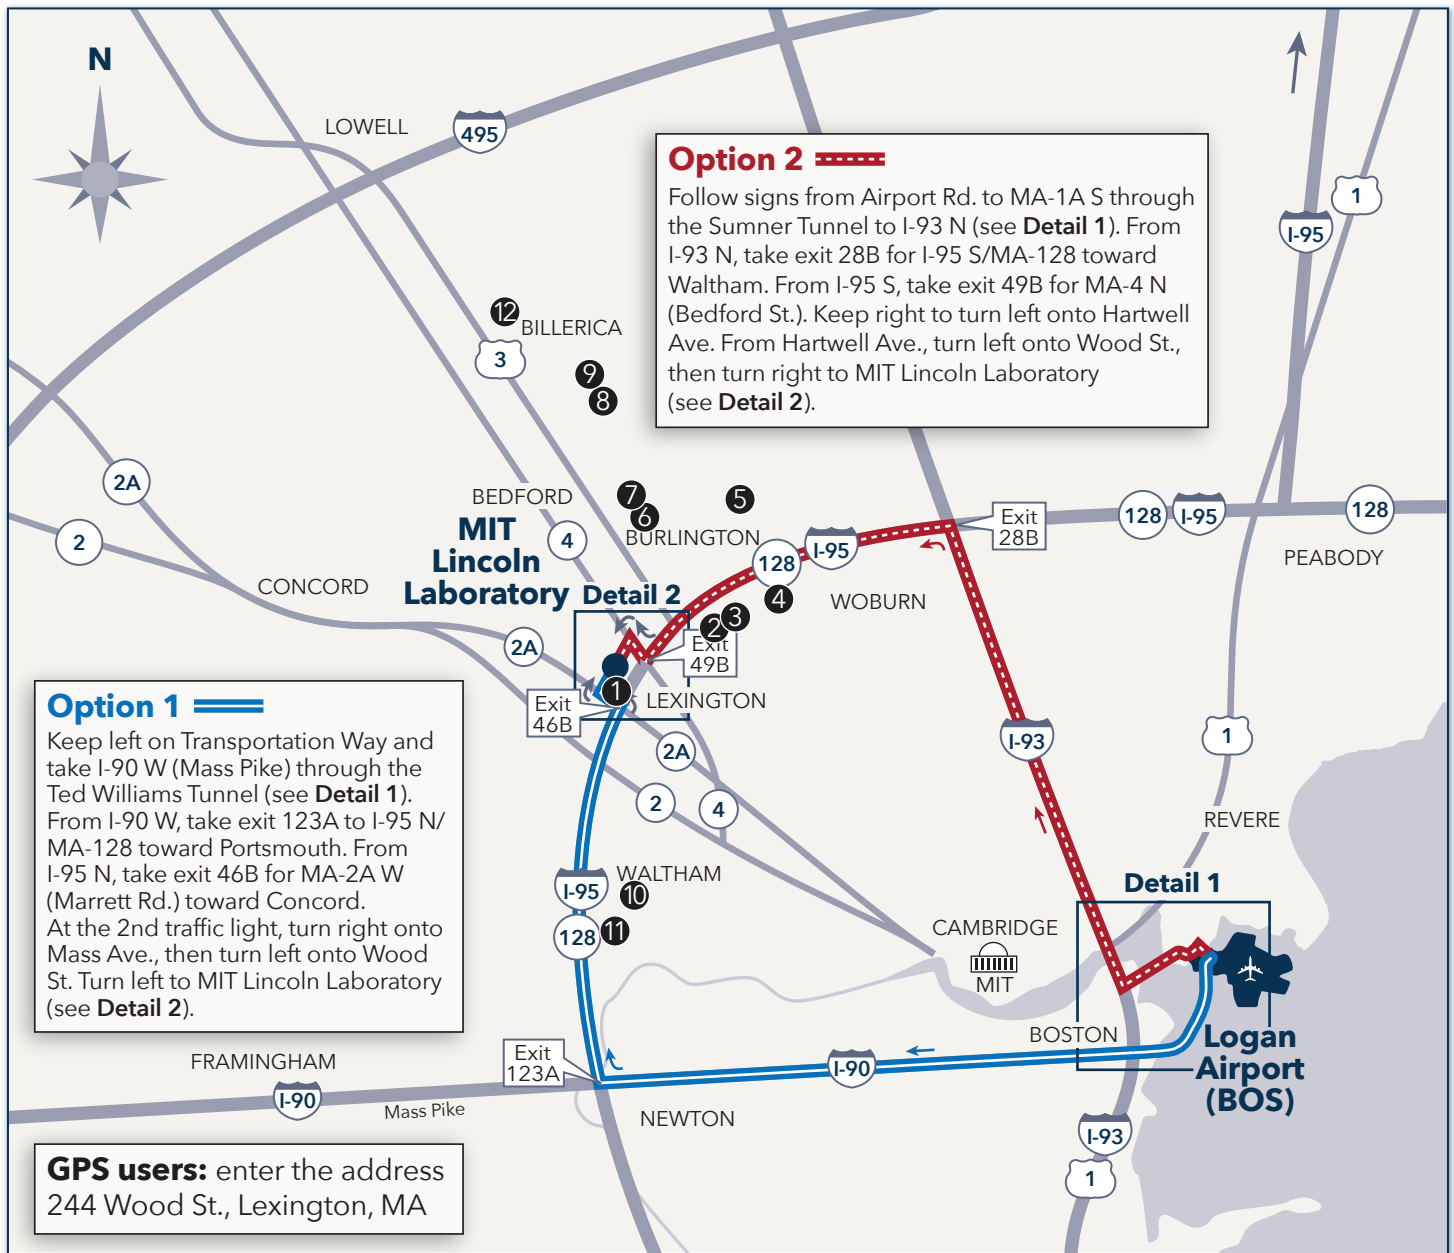 N
LOWELL
495
1
I-95
Option 2
Follow signs from Airport Rd. to MA-1A S through
the Sumner Tunnel to I-93 N (see Detail 1). From
I-93 N, take exit 28B for I-95 S/MA-128 toward
Waltham. From I-95 S, take exit 49B for MA-4 N
(Bedford St.). Keep right to turn left onto Hartwell
Ave. From Hartwell Ave., turn left onto Wood St.,
then turn right to MIT Lincoln Laboratory
(see Detail 2).
12
BILLERICA
3
9
8
2A
2
BEDFORD
7
6
5
BURLINGTON
4
MIT
Lincoln
Laboratory
Detail 2
128
I-95
Exit
28B
128
I-95
128
PEABODY
CONCORD
4
3
2
WOBURN
2A
Exit
49B
1
LEXINGTON
Exit
46B
2A
2
4
I-93
1
REVERE
Option 1
Keep left on Transportation Way and
take I-90 W (Mass Pike) through the
Ted Williams Tunnel (see Detail 1).
From I-90 W, take exit 123A to I-95 N/
MA-128 toward Portsmouth. From
I-95 N, take exit 46B for MA-2A W
(Marrett Rd.) toward Concord.
At the 2nd traffic light, turn right onto
Mass Ave., then turn left onto Wood
St. Turn left to MIT Lincoln Laboratory
(see Detail 2).
I-95
WALTHAM
10
128
11
Detail 1
CAMBRIDGE
MIT
BOSTON
Logan
Airport
(BOS)
FRAMINGHAM
I-90
Mass Pike
Exit
123A
I-90
NEWTON
I-93
1
GPS users: enter the address
244 Wood St., Lexington, MA